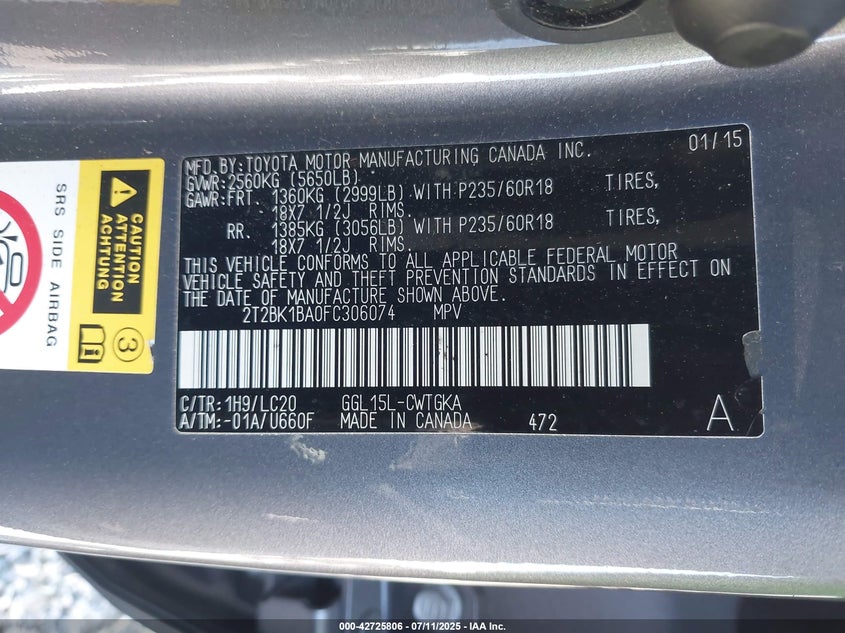 MFD.BY:TOYOTA MOTOR MANUFACTURING CANADA INC. 01/15
GVWR:2560KG (5650LB)
GAWR:FRT. 1360KG (2999LB) WITH P235/60R18 TIRES,
18X7 1/2J RIMS.
RR. 1385KG (3056LB) WITH P235/60R18 TIRES,
18X7 1/2J RIMS.
THIS VEHICLE CONFORMS TO ALL APPLICABLE FEDERAL MOTOR
VEHICLE SAFETY AND THEFT PREVENTION STANDARDS IN EFFECT ON
THE DATE OF MANUFACTURE SHOWN ABOVE.
2T2BK1BA0FC306074 MPV
C/TR:1H9/LC20 GGL15L-CWTGKA
A/TM:-01A/U660F MADE IN CANADA 472 A
SRS SIDE AIRBAG
CAUTION
ATTENTION
ACHTUNG
3
000-42725806 - 07/11/2025 - IAA Inc.